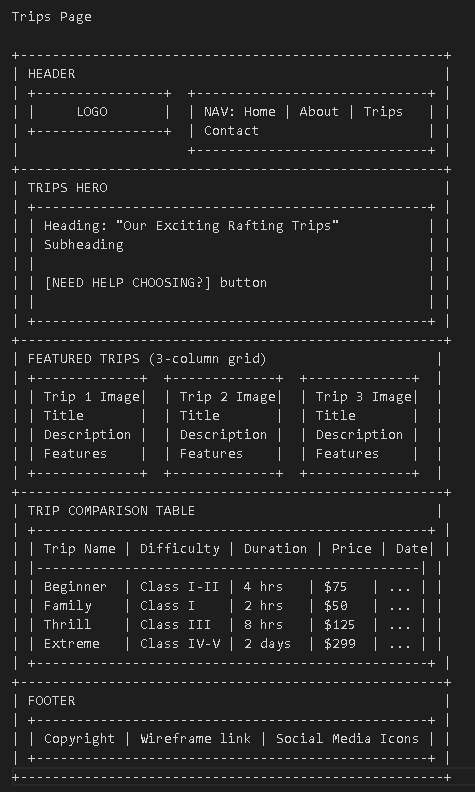 Trips Page
HEADER
LOGO
NAV: Home | About | Trips
Contact
TRIPS HERO
Heading: "Our Exciting Rafting Trips"
Subheading
[NEED HELP CHOOSING?] button
FEATURED TRIPS (3-column grid)
Trip 1 Image| | Trip 2 Image| | Trip 3 Image|
Title | | Title | | Title |
Description | | Description | | Description |
Features | | Features | | Features |
TRIP COMPARISON TABLE
Trip Name | Difficulty | Duration | Price | Date|
Beginner | Class I-II | 4 hrs | $75 | ... |
Family | Class I | 2 hrs | $50 | ... |
Thrill | Class III | 8 hrs | $125 | ... |
Extreme | Class IV-V | 2 days | $299 | ... |
FOOTER
Copyright | Wireframe link | Social Media Icons